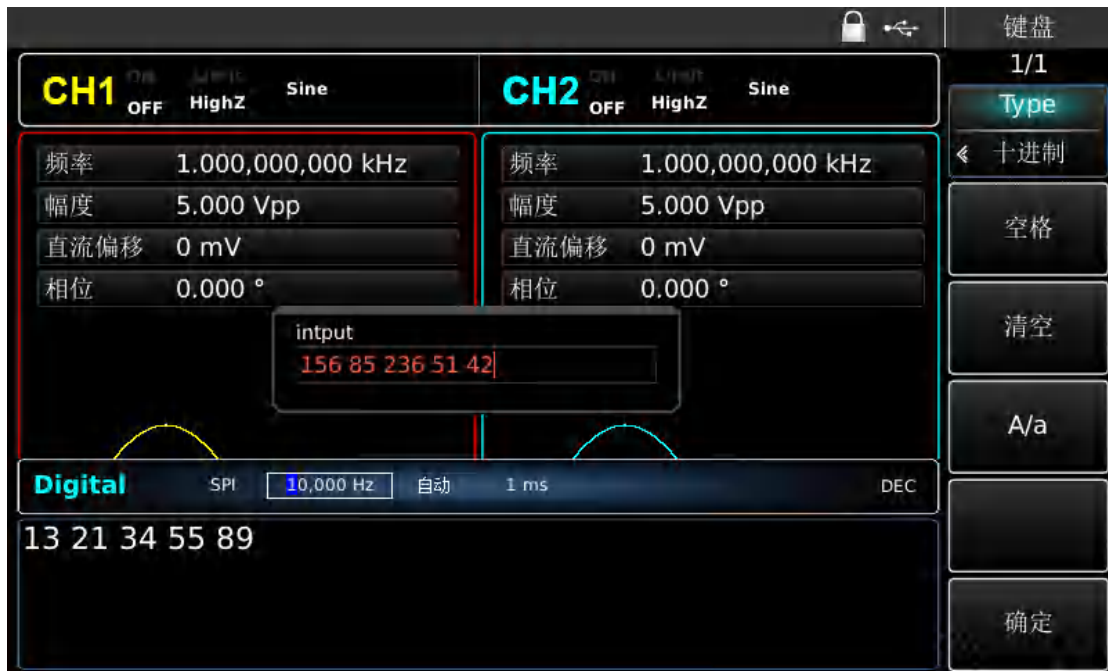 键盘
1/1
CH1 OFF HighZ Sine
CH2 OFF HighZ Sine
Type
十进制
频率 1.000,000,000 kHz
幅度 5.000 Vpp
直流偏移 0 mV
相位 0.000 °
频率 1.000,000,000 kHz
幅度 5.000 Vpp
直流偏移 0 mV
相位 0.000 °
空格
intput
156 85 236 51 42
清空
A/a
Digital SPI 10,000 Hz 自动 1 ms DEC
13 21 34 55 89
确定